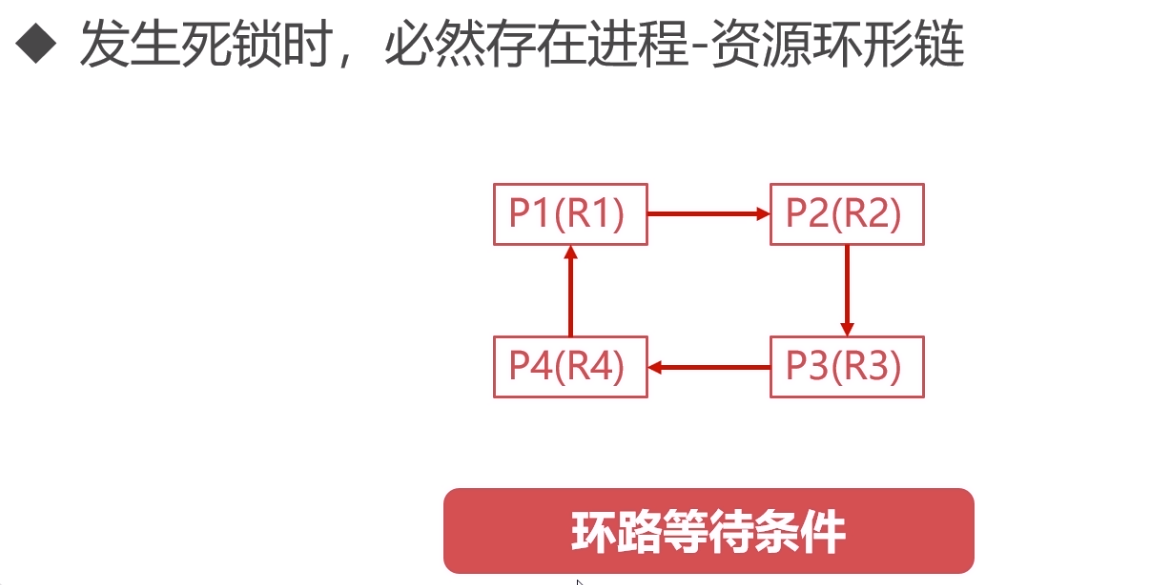 发生死锁时，必然存在进程-资源环形链
P1(R1)
P2(R2)
P4(R4)
P3(R3)
环路等待条件